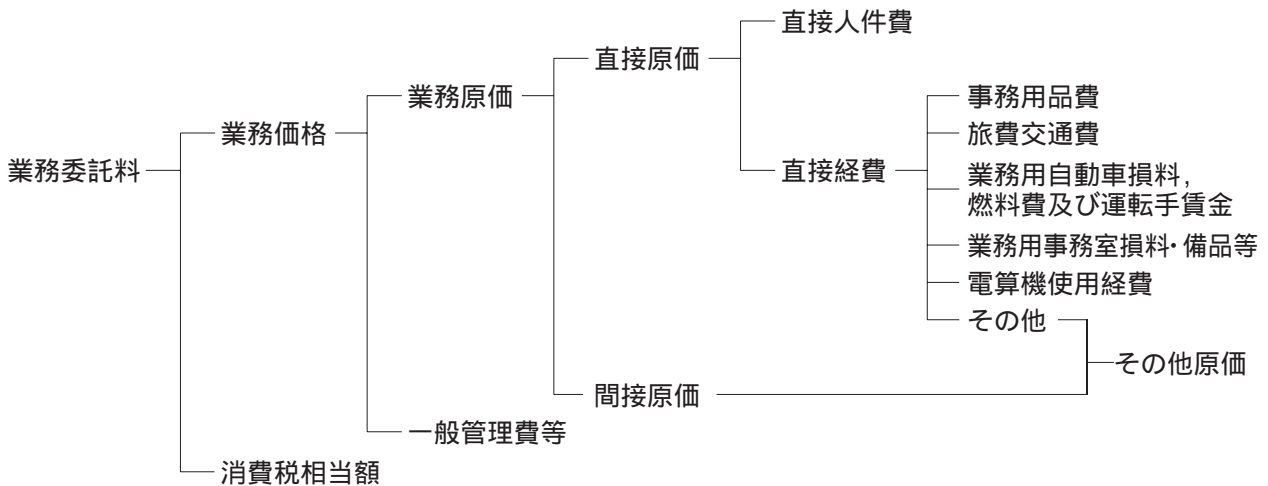 直接人件費
直接原価
事務用品費
業務原価
旅費交通費
業務価格
業務委託料
直接経費
業務用自動車損料,
燃料費及び運転手賃金
業務用事務室損料・備品等
電算機使用経費
その他
その他原価
間接原価
一般管理費等
消費税相当額